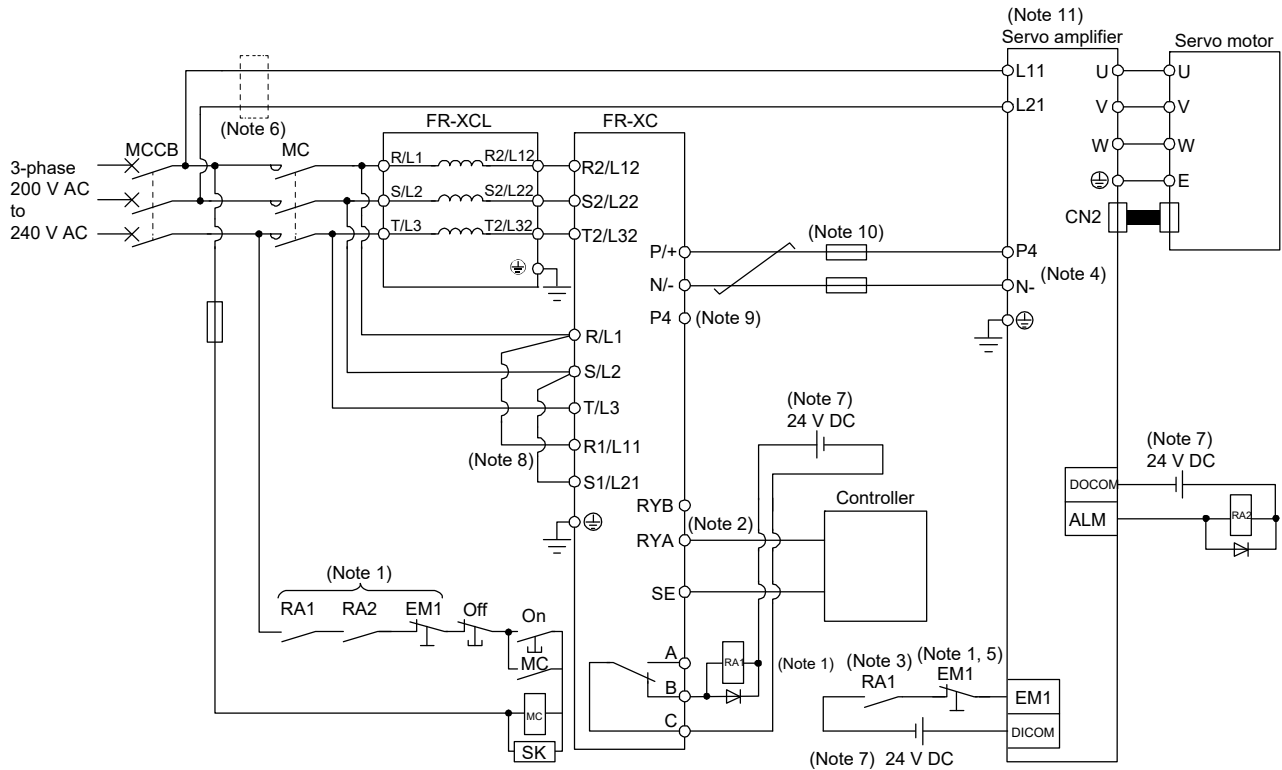 (Note 11)
Servo amplifier
Servo motor
L11
U
U
L21
V
V
(Note 6)
FR-XCL
FR-XC
MCCB
MC
W
W
3-phase
200 V AC
to
240 V AC
R/L1
R2/L12
R2/L12
S/L2
S2/L22
S2/L22
T/L3
T2/L32
T2/L32
E
CN2
P/+
(Note 10)
P4
N/-
N-
(Note 4)
P4
(Note 9)
R/L1
S/L2
T/L3
(Note 7)
24 V DC
R1/L11
(Note 8)
(Note 7)
24 V DC
S1/L21
DOCOM
RA2
ALM
Controller
RYB
(Note 2)
RYA
(Note 1)
RA1
RA2
EM1
Off
On
SE
MC
A
RA1
(Note 1)
(Note 3)
RA1
(Note 1, 5)
EM1
B
EM1
MC
C
DICOM
SK
(Note 7)
24 V DC